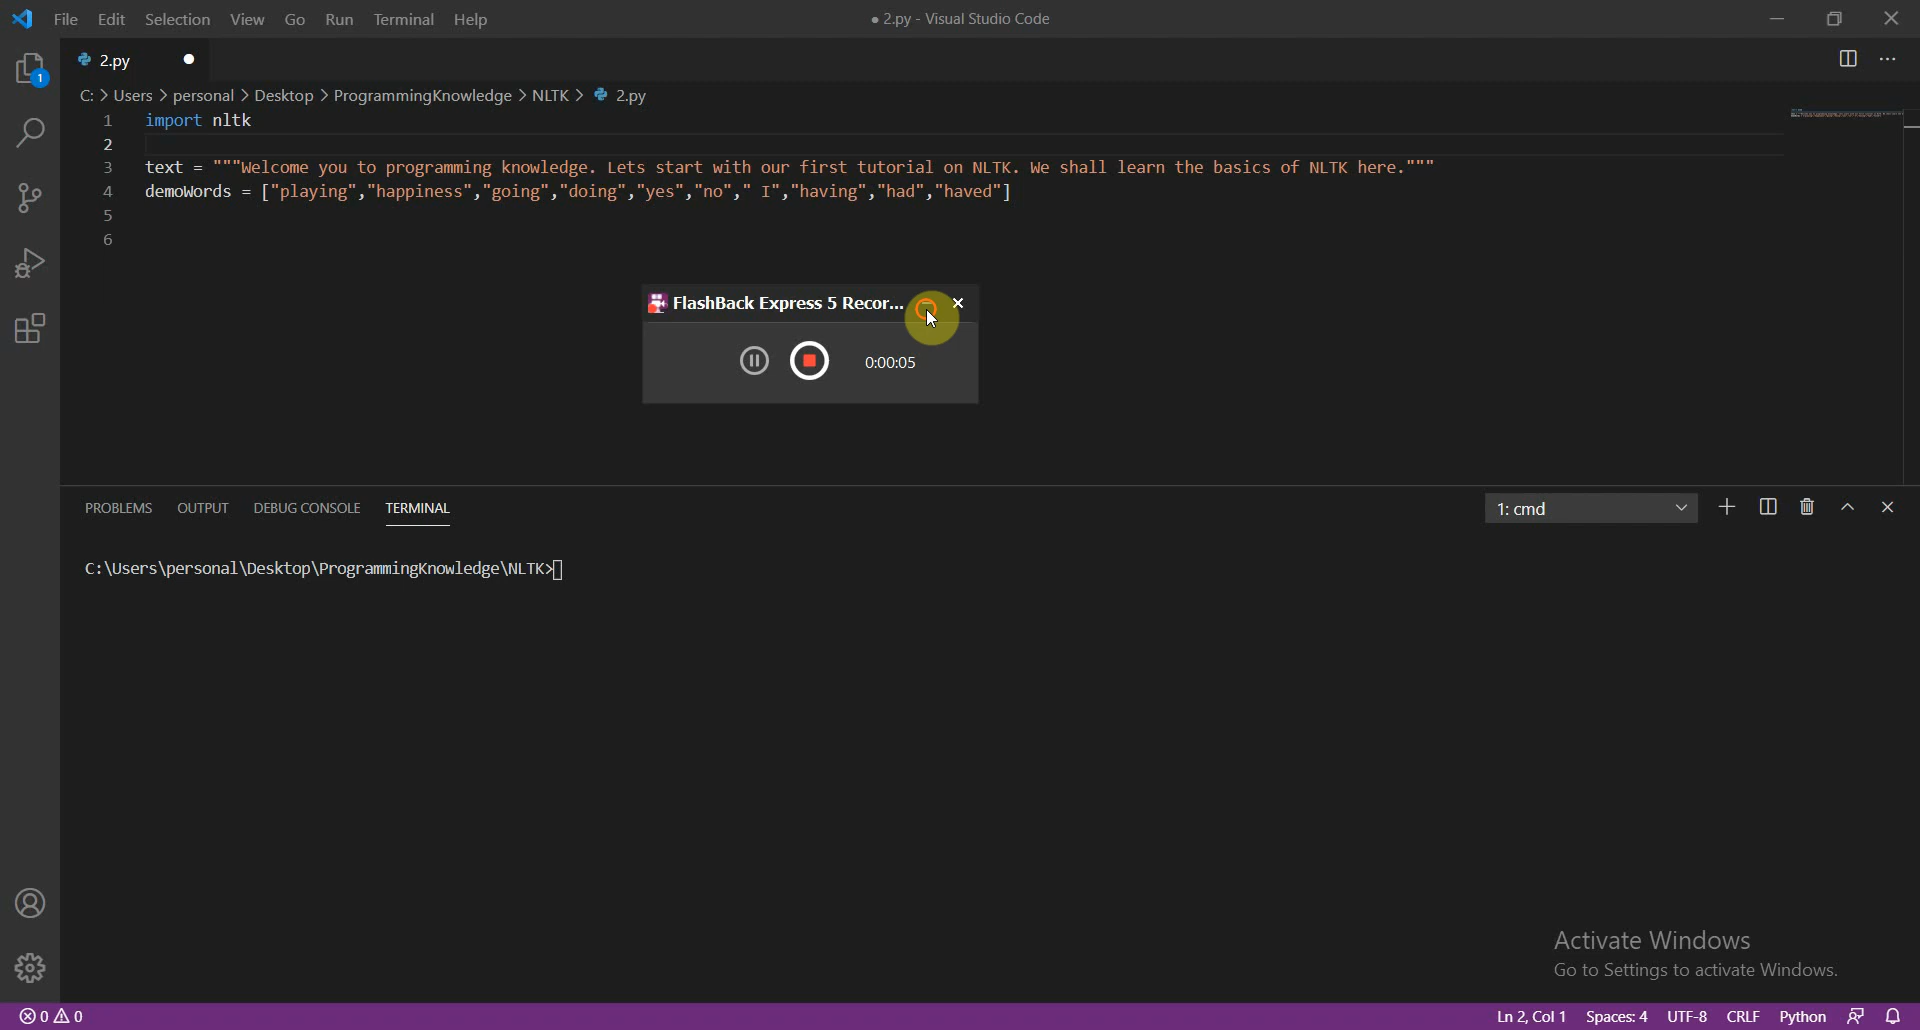 File Edit Selection View Go Run Terminal Help
● 2.py - Visual Studio Code
1
2.py
C: > Users > personal > Desktop > ProgrammingKnowledge > NLTK > 2.py
1 import nltk
2
3 text = """Welcome you to programming knowledge. Lets start with our first tutorial on NLTK. We shall learn the basics of NLTK here."""
4 demoWords = ["playing","happiness","going","doing","yes","no"," I","having","had","haved"]
5
6
FlashBack Express 5 Recor...
0:00:05
PROBLEMS OUTPUT DEBUG CONSOLE TERMINAL
1: cmd
C:\Users\personal\Desktop\ProgrammingKnowledge\NLTK>
Activate Windows
Go to Settings to activate Windows.
0 0
Ln 2, Col 1 Spaces: 4 UTF-8 CRLF Python